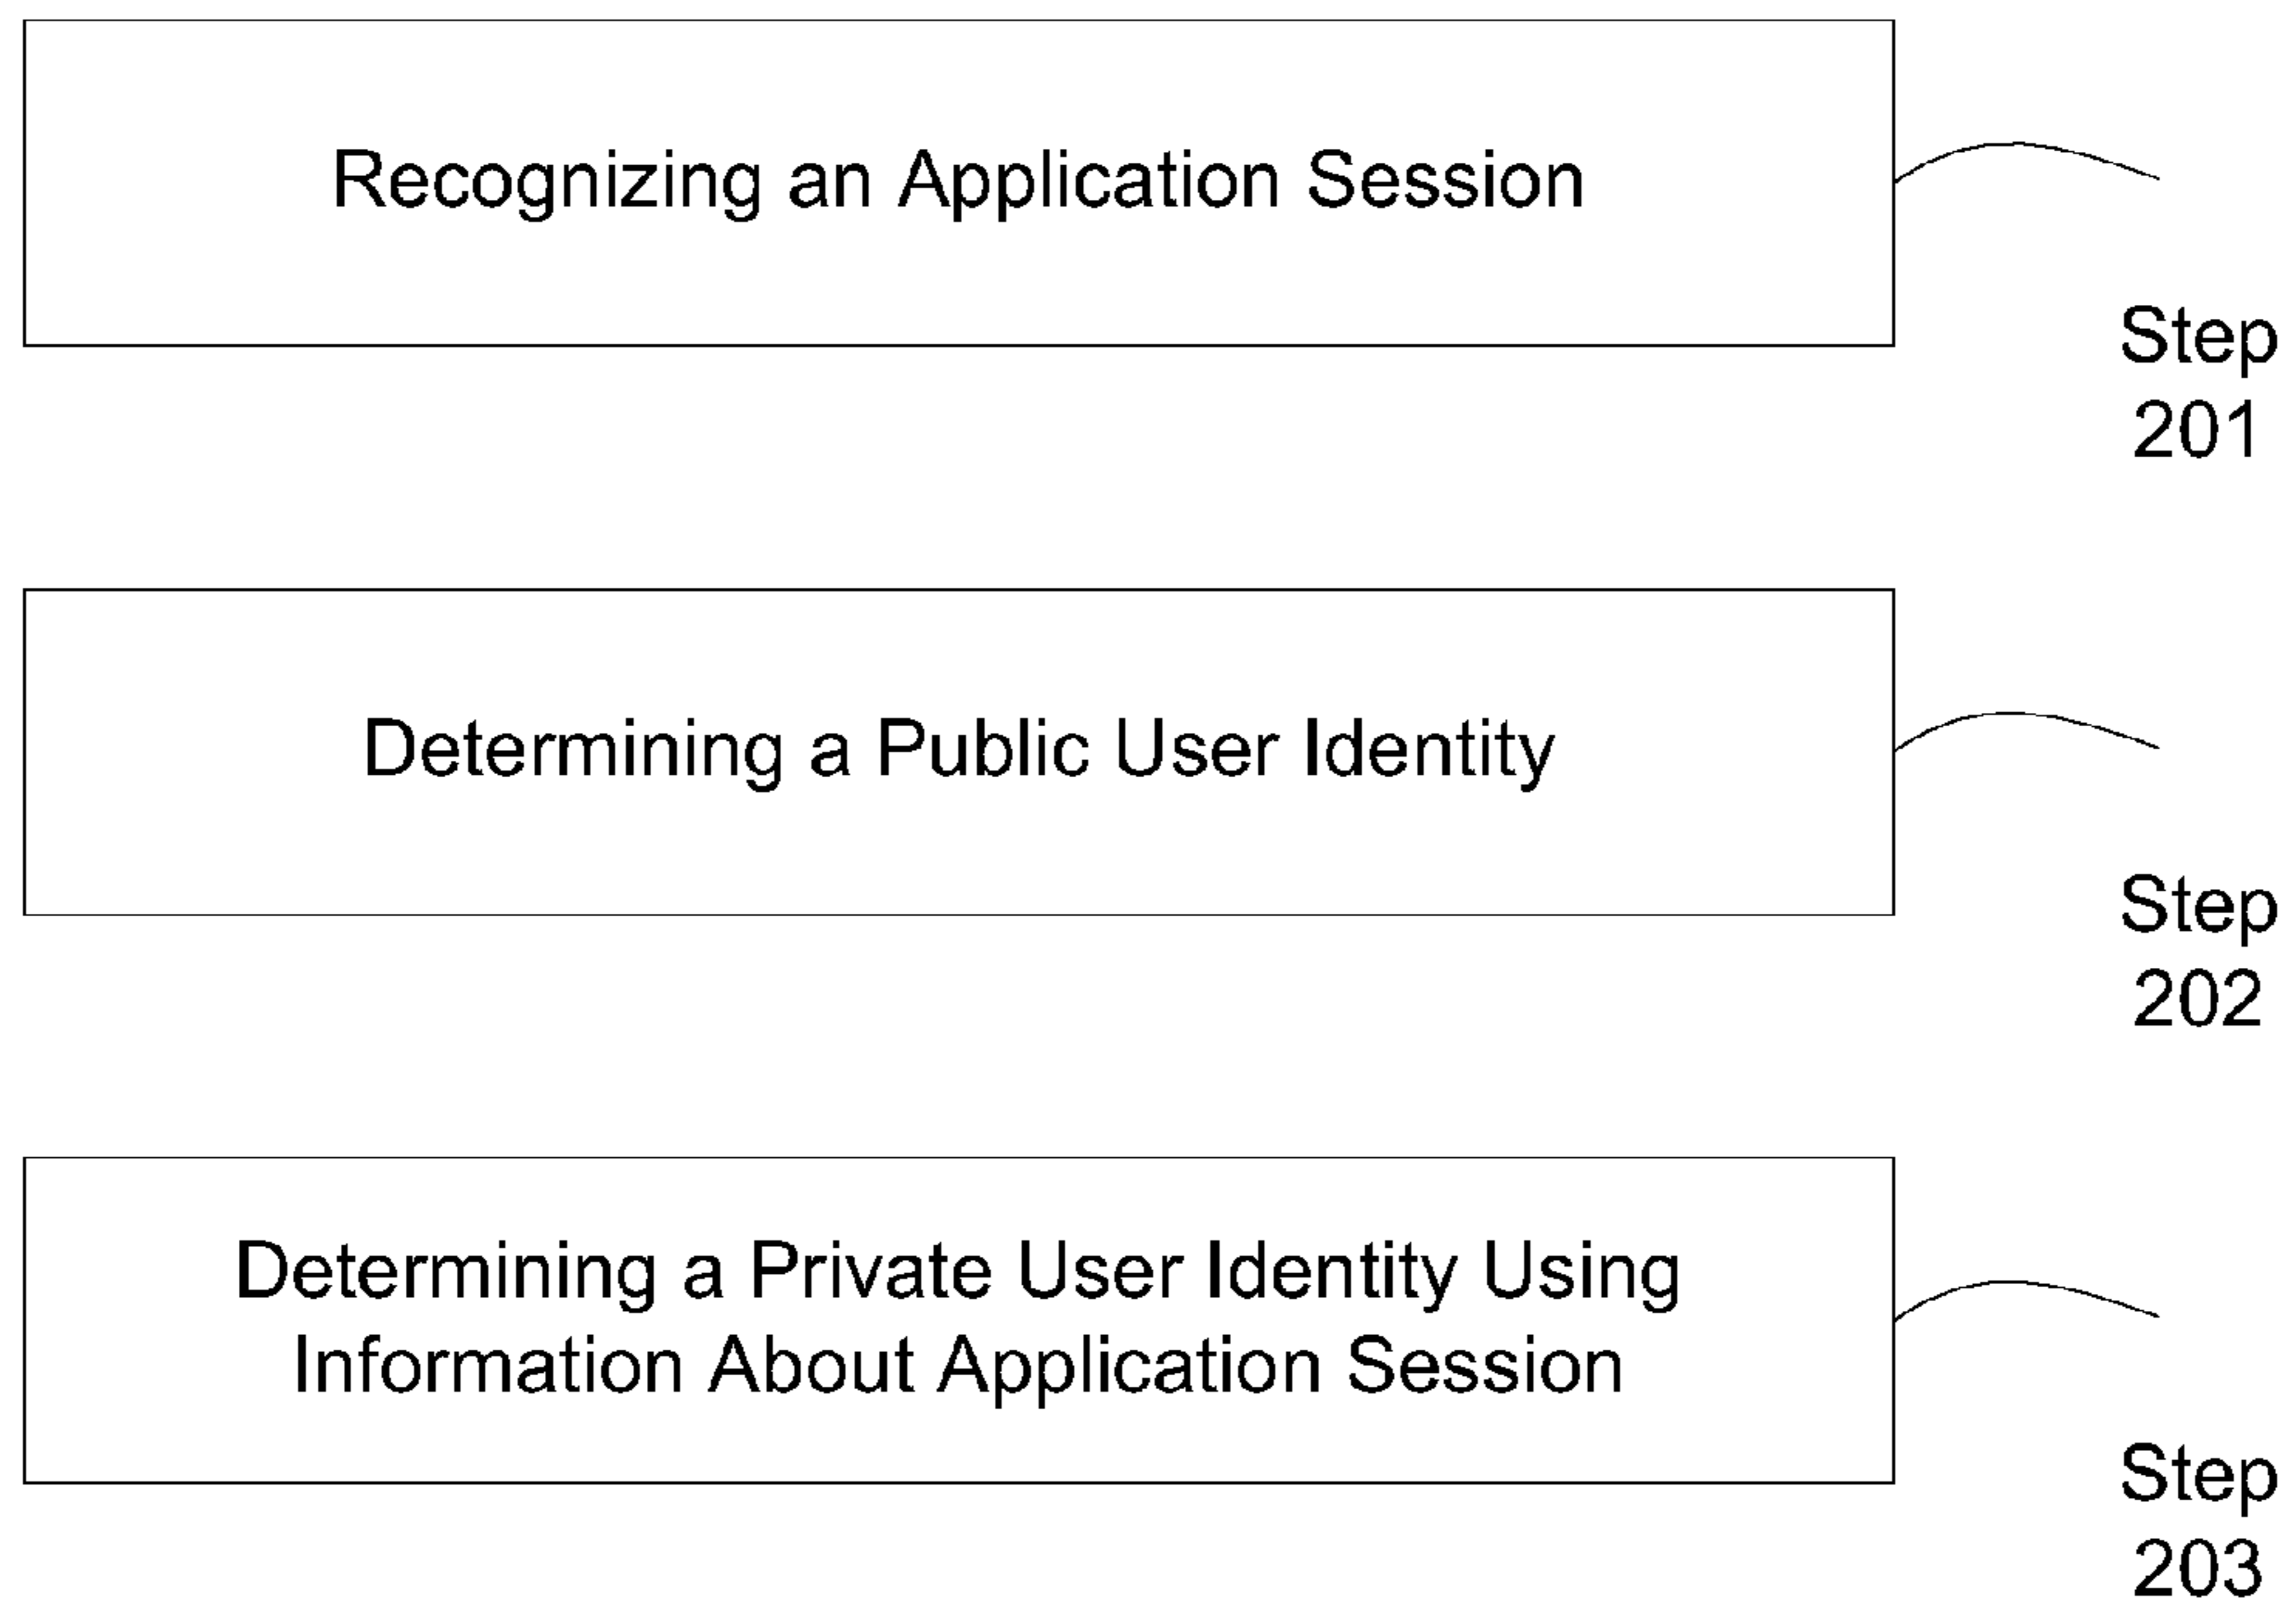 Recognizing an Application Session
Step
201
Determining a Public User Identity
Step
202
Determining a Private User Identity Using
Information About Application Session
Step
203